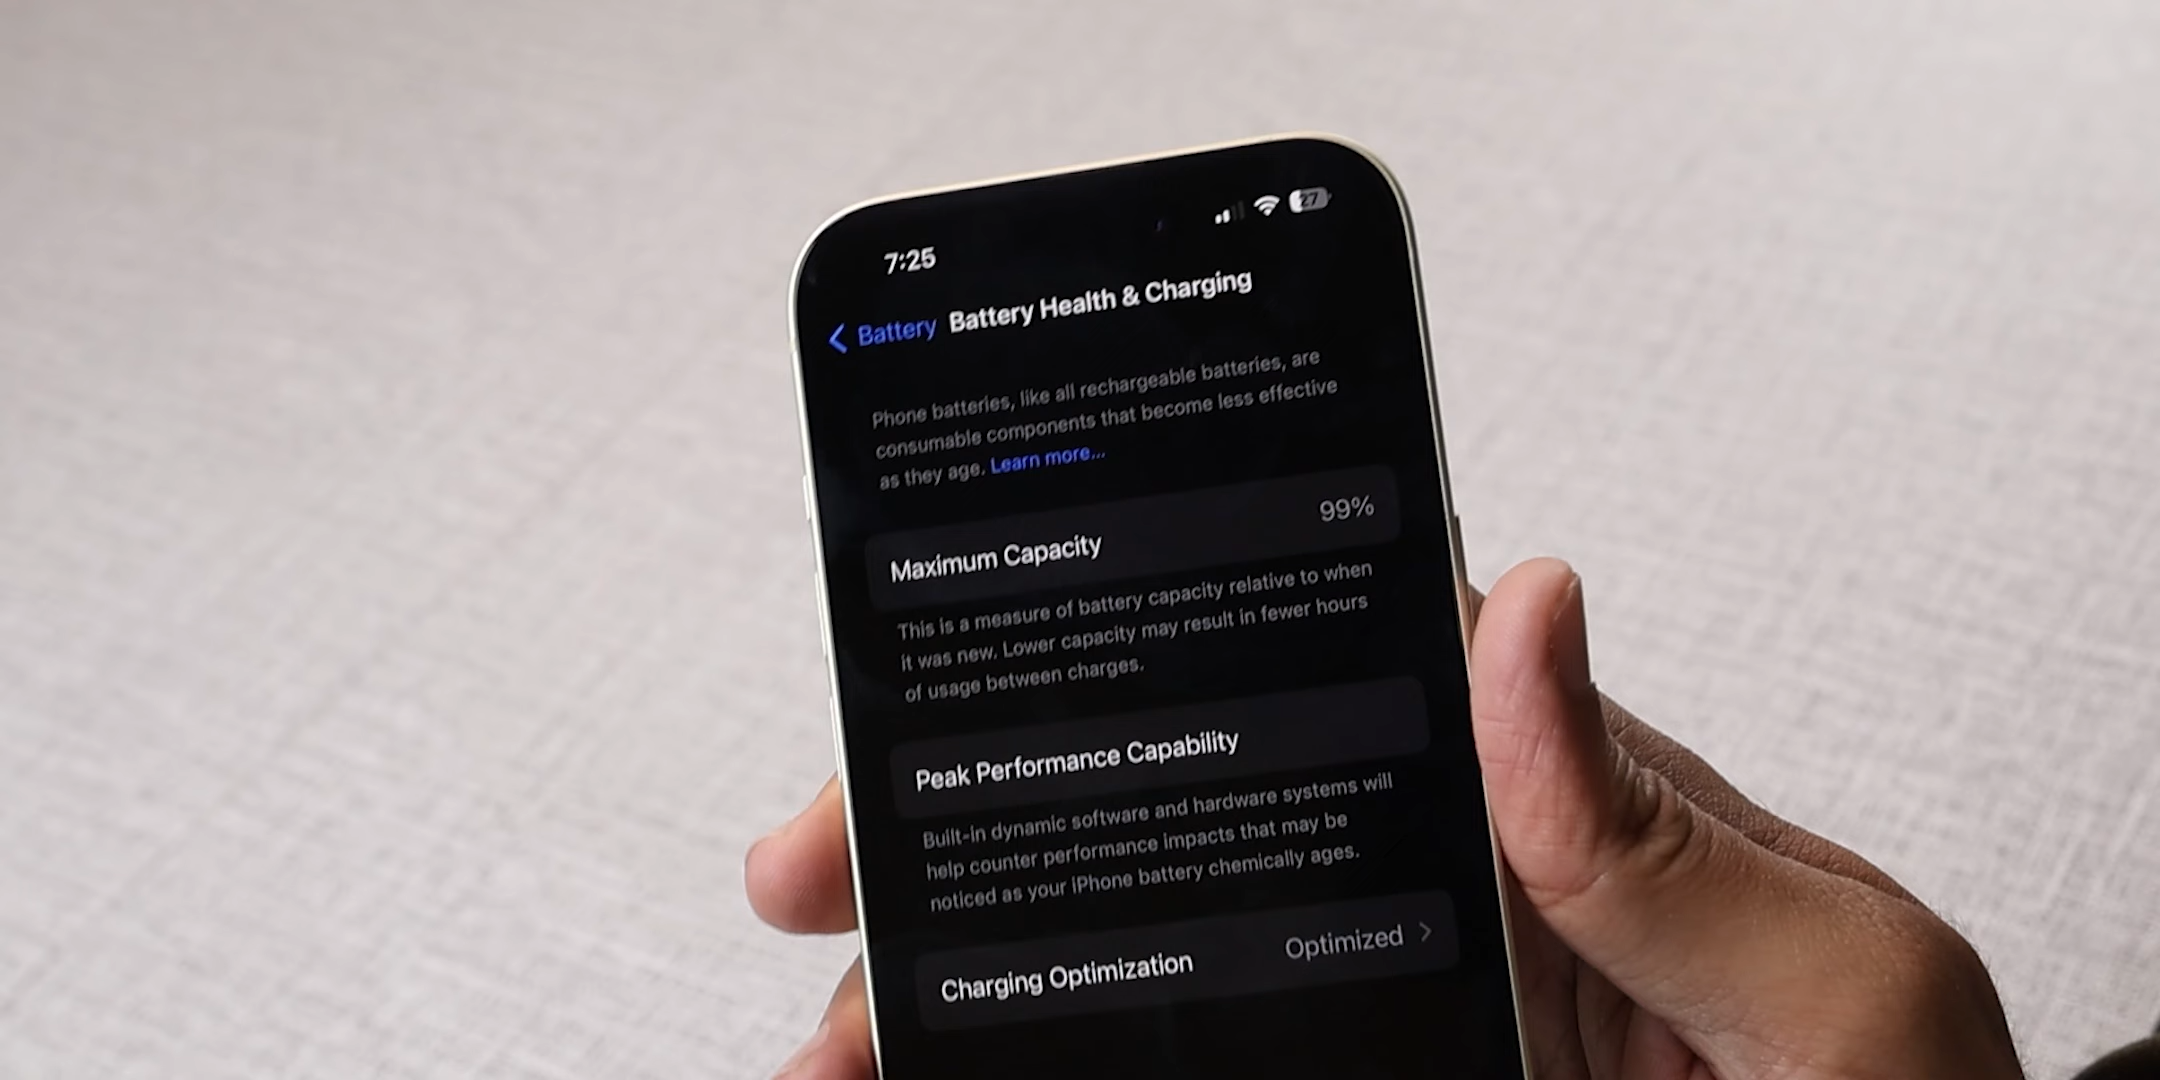 7:25
27
Battery
Battery Health & Charging
Phone batteries, like all rechargeable batteries, are
consumable components that become less effective
as they age. Learn more...
Maximum Capacity
99%
This is a measure of battery capacity relative to when
it was new. Lower capacity may result in fewer hours
of usage between charges.
Peak Performance Capability
Built-in dynamic software and hardware systems will
help counter performance impacts that may be
noticed as your iPhone battery chemically ages.
Charging Optimization
Optimized